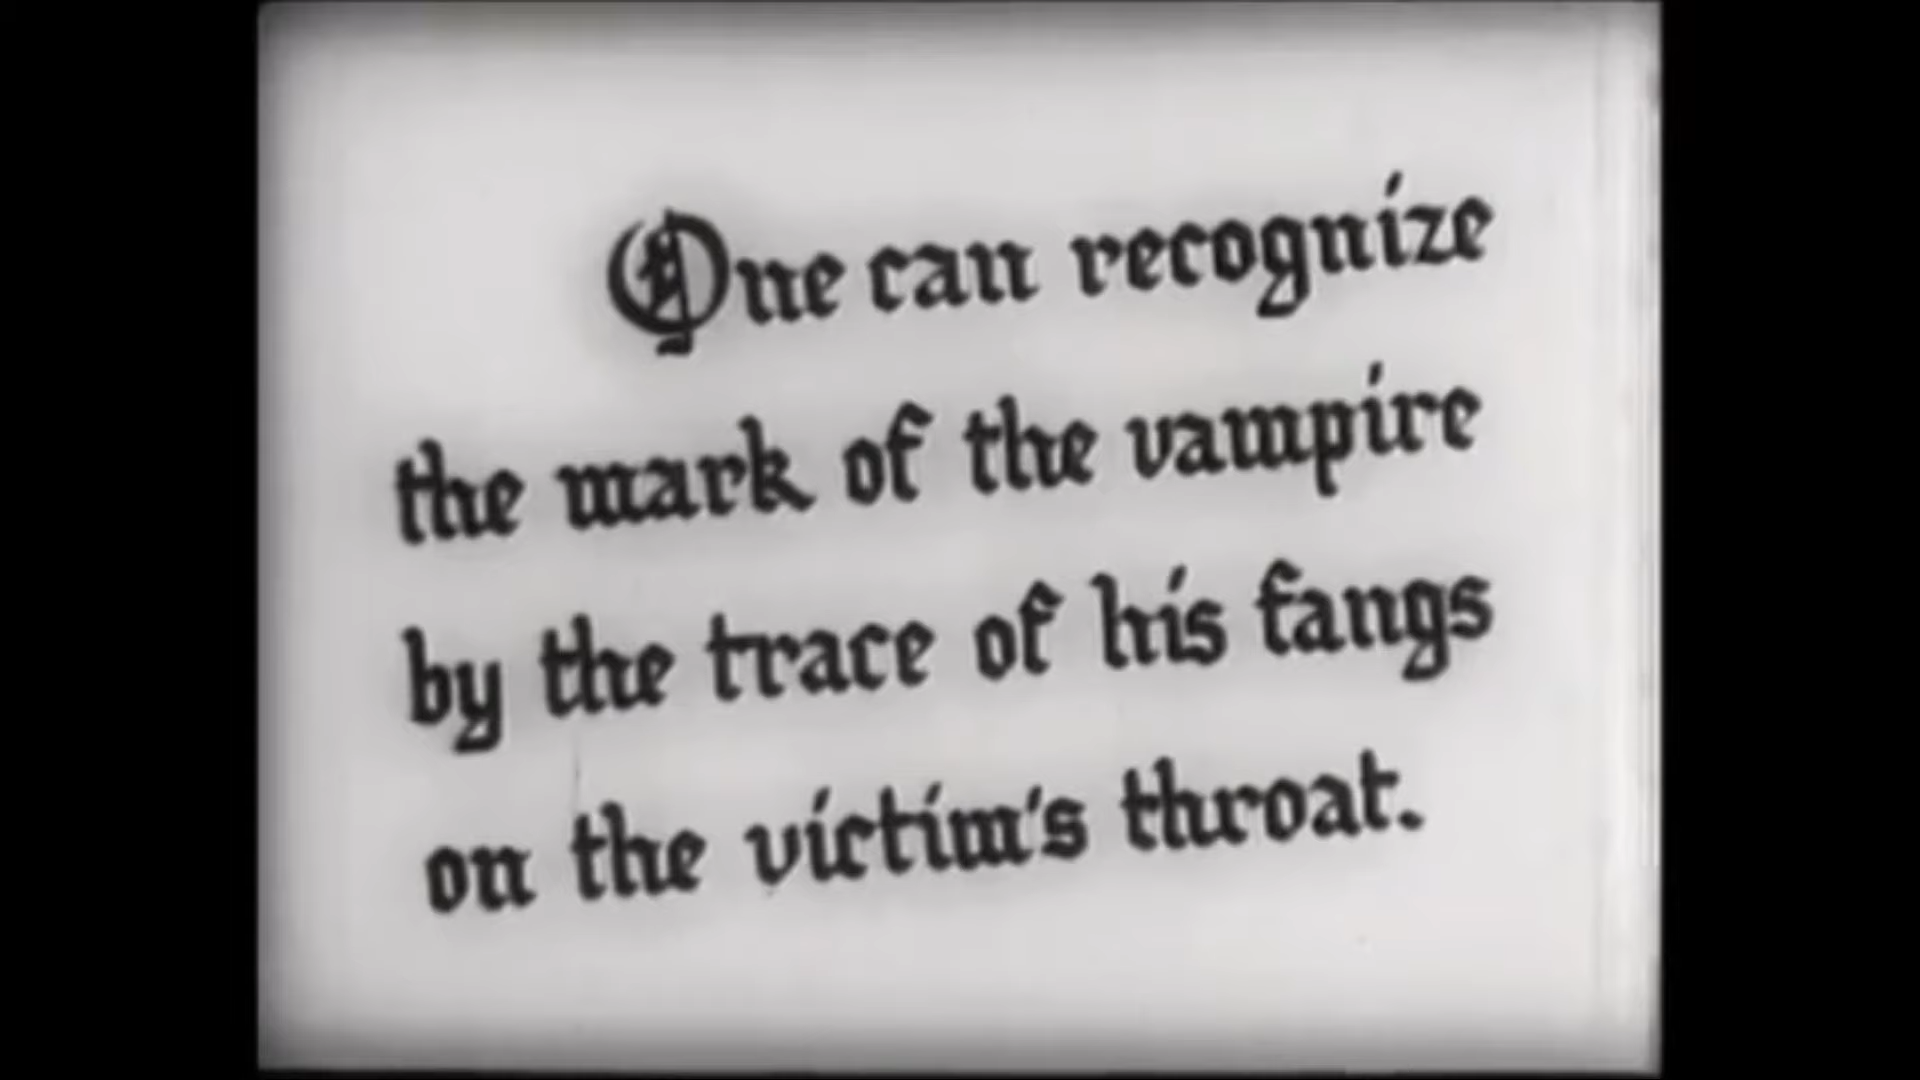 One can recognize
the mark of the vampire
by the trace of his fangs
on the victim's throat.